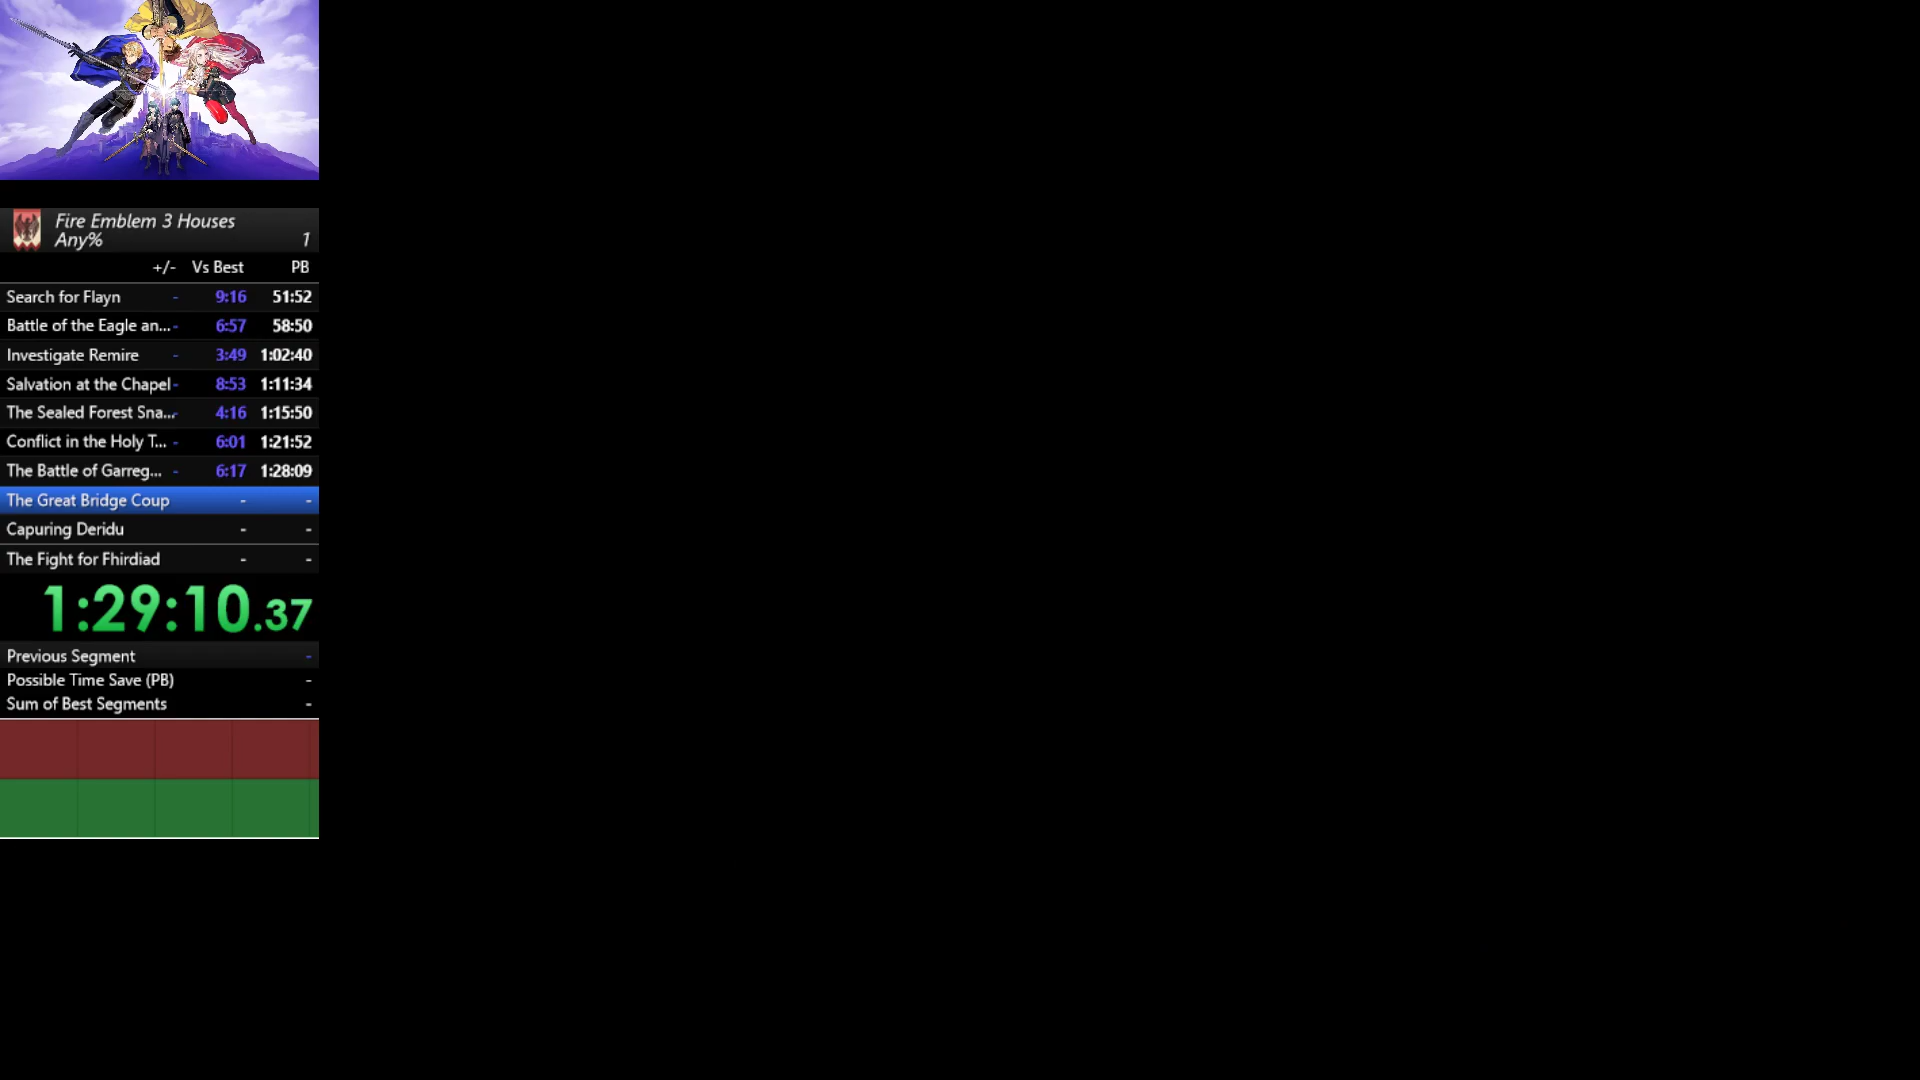 Fire Emblem 3 Houses
Any% 1
+/- Vs Best PB
Search for Flayn - 9:16 51:52
Battle of the Eagle an... - 6:57 58:50
Investigate Remire - 3:49 1:02:40
Salvation at the Chapel - 8:53 1:11:34
The Sealed Forest Sna... - 4:16 1:15:50
Conflict in the Holy T... - 6:01 1:21:52
The Battle of Garreg... - 6:17 1:28:09
The Great Bridge Coup - -
Capuring Deridu - -
The Fight for Fhirdiad - -
1:29:10.37
Previous Segment -
Possible Time Save (PB) -
Sum of Best Segments -